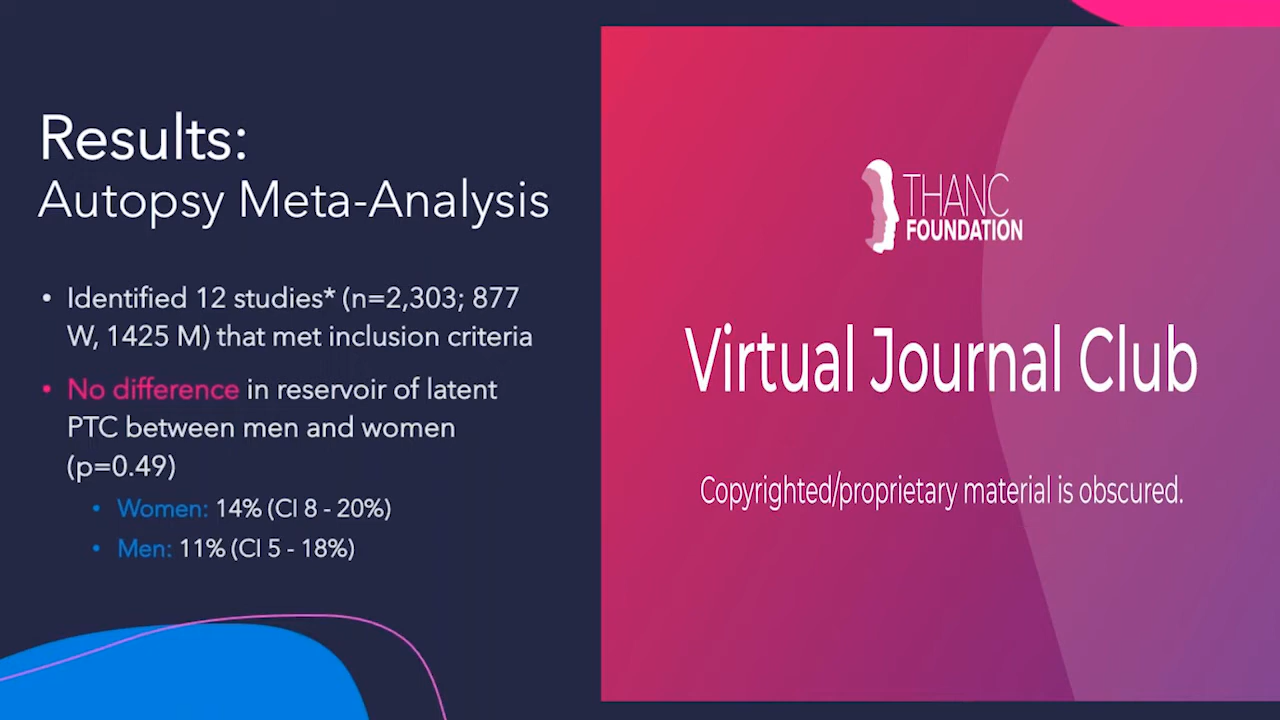 Results:
Autopsy Meta-Analysis
• Identified 12 studies* (n=2,303; 877
W, 1425 M) that met inclusion criteria
• No difference in reservoir of latent
PTC between men and women
(p=0.49)
• Women: 14% (CI 8 - 20%)
• Men: 11% (CI 5 - 18%)
THANC
FOUNDATION
Virtual Journal Club
Copyrighted/proprietary material is obscured.